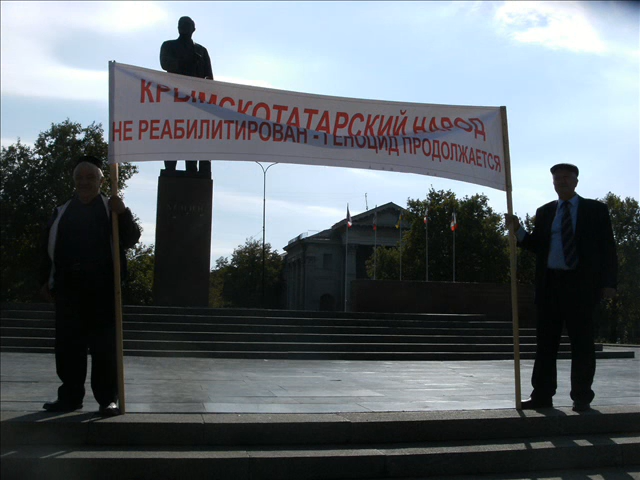 КРЫМСКОТАТАРСКИЙ НАРОД
НЕ РЕАБИЛИТИРОВАН - ГЕНОЦИД ПРОДОЛЖАЕТСЯ